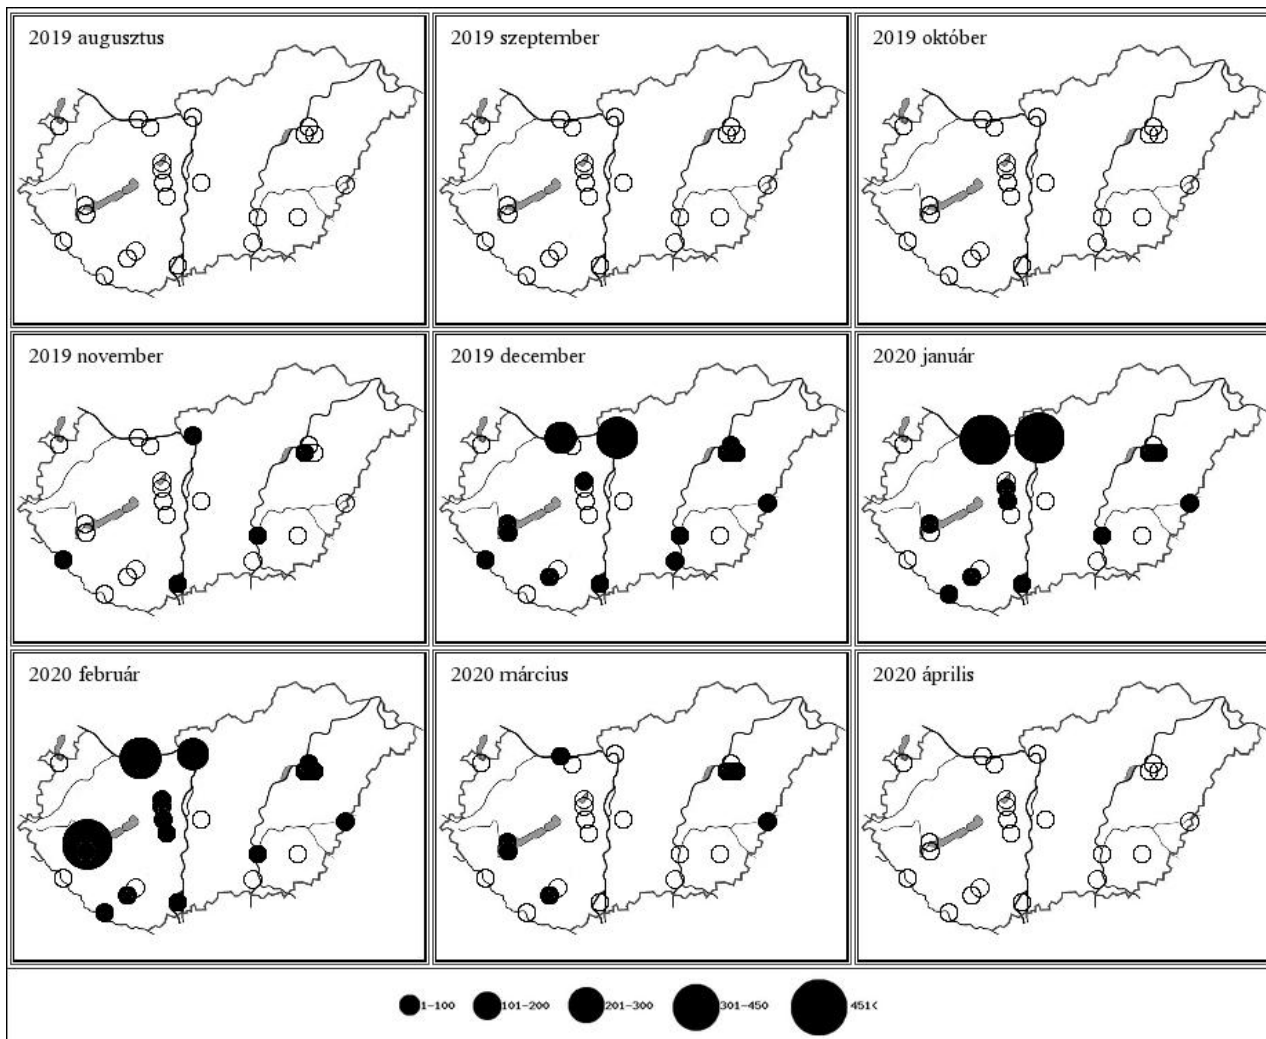 2019 augusztus
2019 szeptember
2019 október
2019 november
2019 december
2020 január
2020 február
2020 március
2020 április
1-100
101-200
201-300
301-450
451<